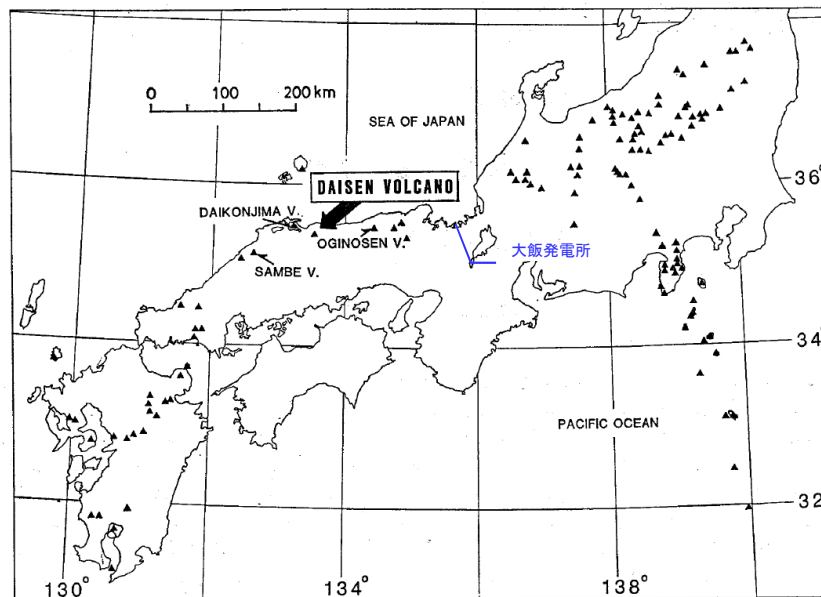 0 100 200 km
SEA OF JAPAN
DAISEN VOLCANO
36°
DAIKONJIMA V.
OGINOSEN V.
大飯発電所
SAMBE V.
34°
PACIFIC OCEAN
32
130°
134°
138°